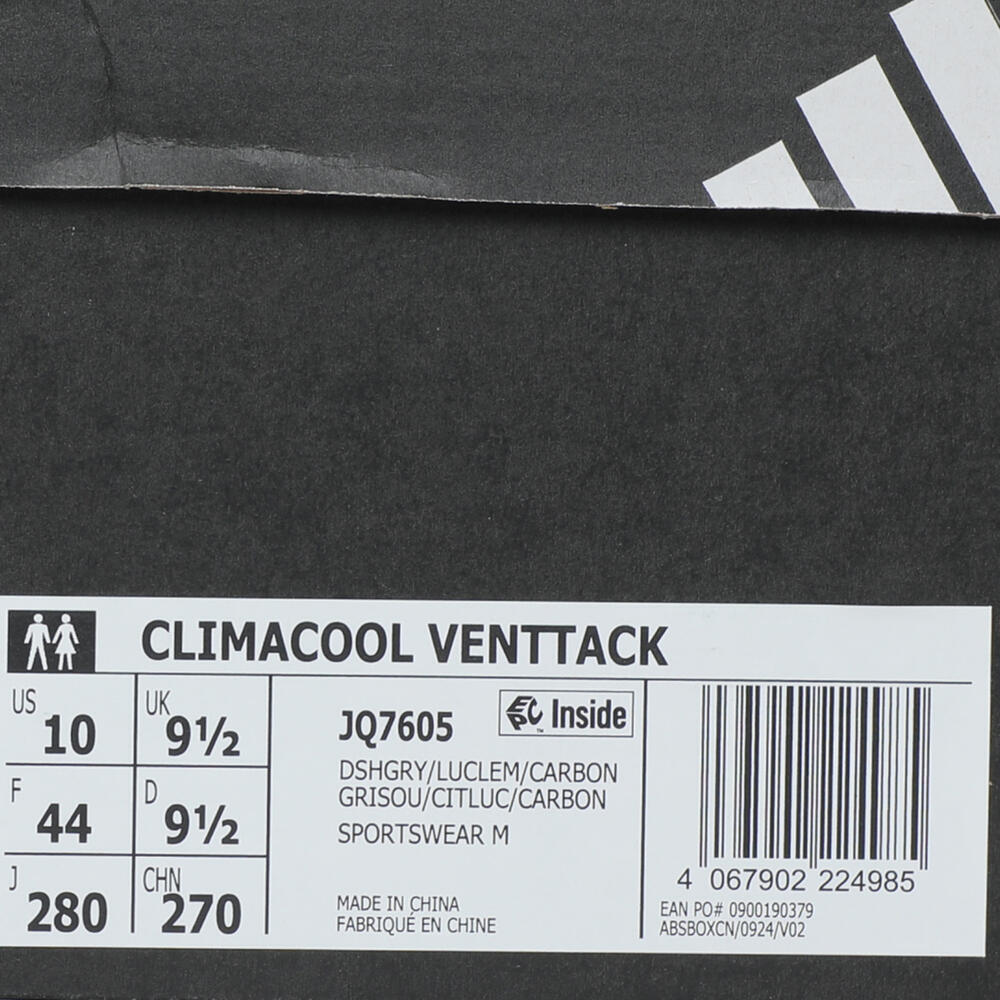 CLIMACOOL VENTTACK
US 10
UK 9½
F 44
D 9½
J 280
CHN 270
JQ7605
Inside
™
DSHGRY/LUCLEM/CARBON
GRISOU/CITLUC/CARBON
SPORTSWEAR M
MADE IN CHINA
FABRIQUÉ EN CHINE
4 067902 224985
EAN PO# 0900190379
ABSBOXCN/0924/V02